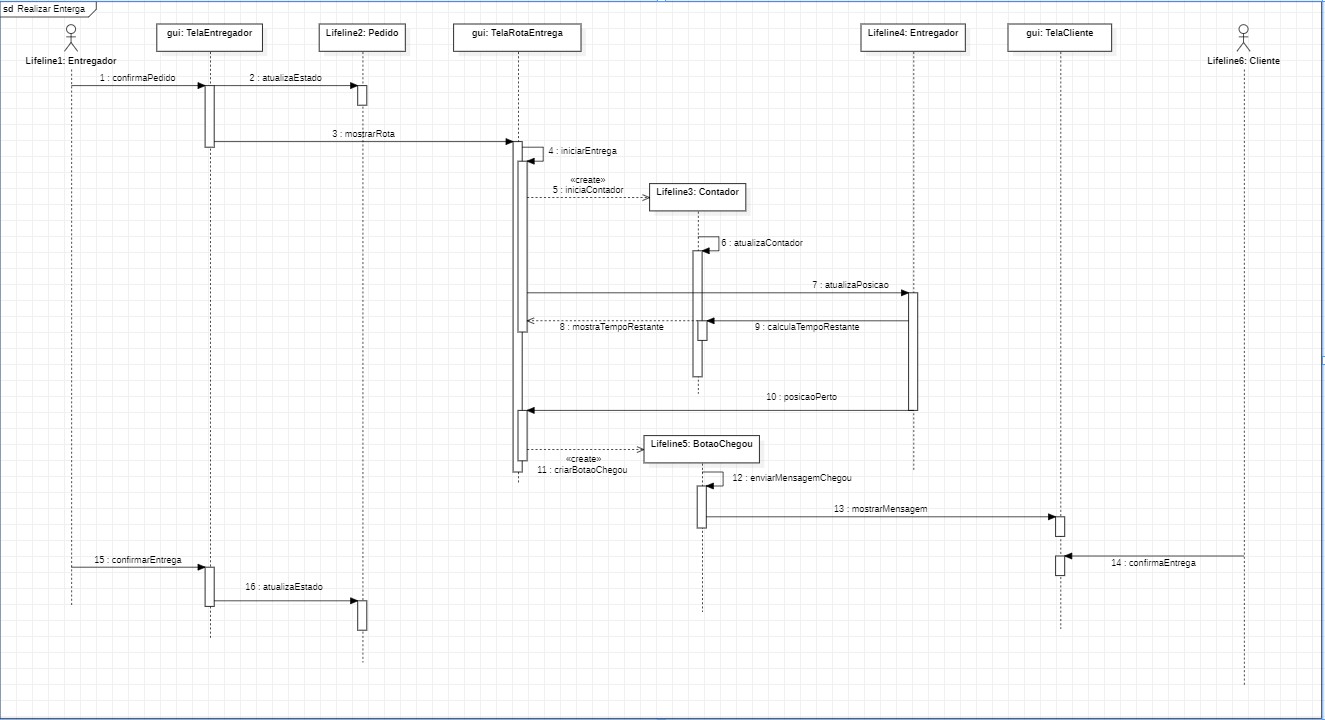 sd Realizar Enterga
gui: TelaEntregador
Lifeline2: Pedido
gui: TelaRotaEntrega
Lifeline4: Entregador
gui: TelaCliente
Lifeline1: Entregador
Lifeline6: Cliente
1 : confirmaPedido
2 : atualizaEstado
3 : mostrarRota
4 : iniciarEntrega
«create»
5 : iniciaContador
Lifeline3: Contador
6 : atualizaContador
7 : atualizaPosicao
8 : mostraTempoRestante
9 : calculaTempoRestante
10 : posicaoPerto
Lifeline5: BotaoChegou
«create»
11 : criarBotaoChegou
12 : enviarMensagemChegou
13 : mostrarMensagem
15 : confirmarEntrega
14 : confirmaEntrega
16 : atualizaEstado